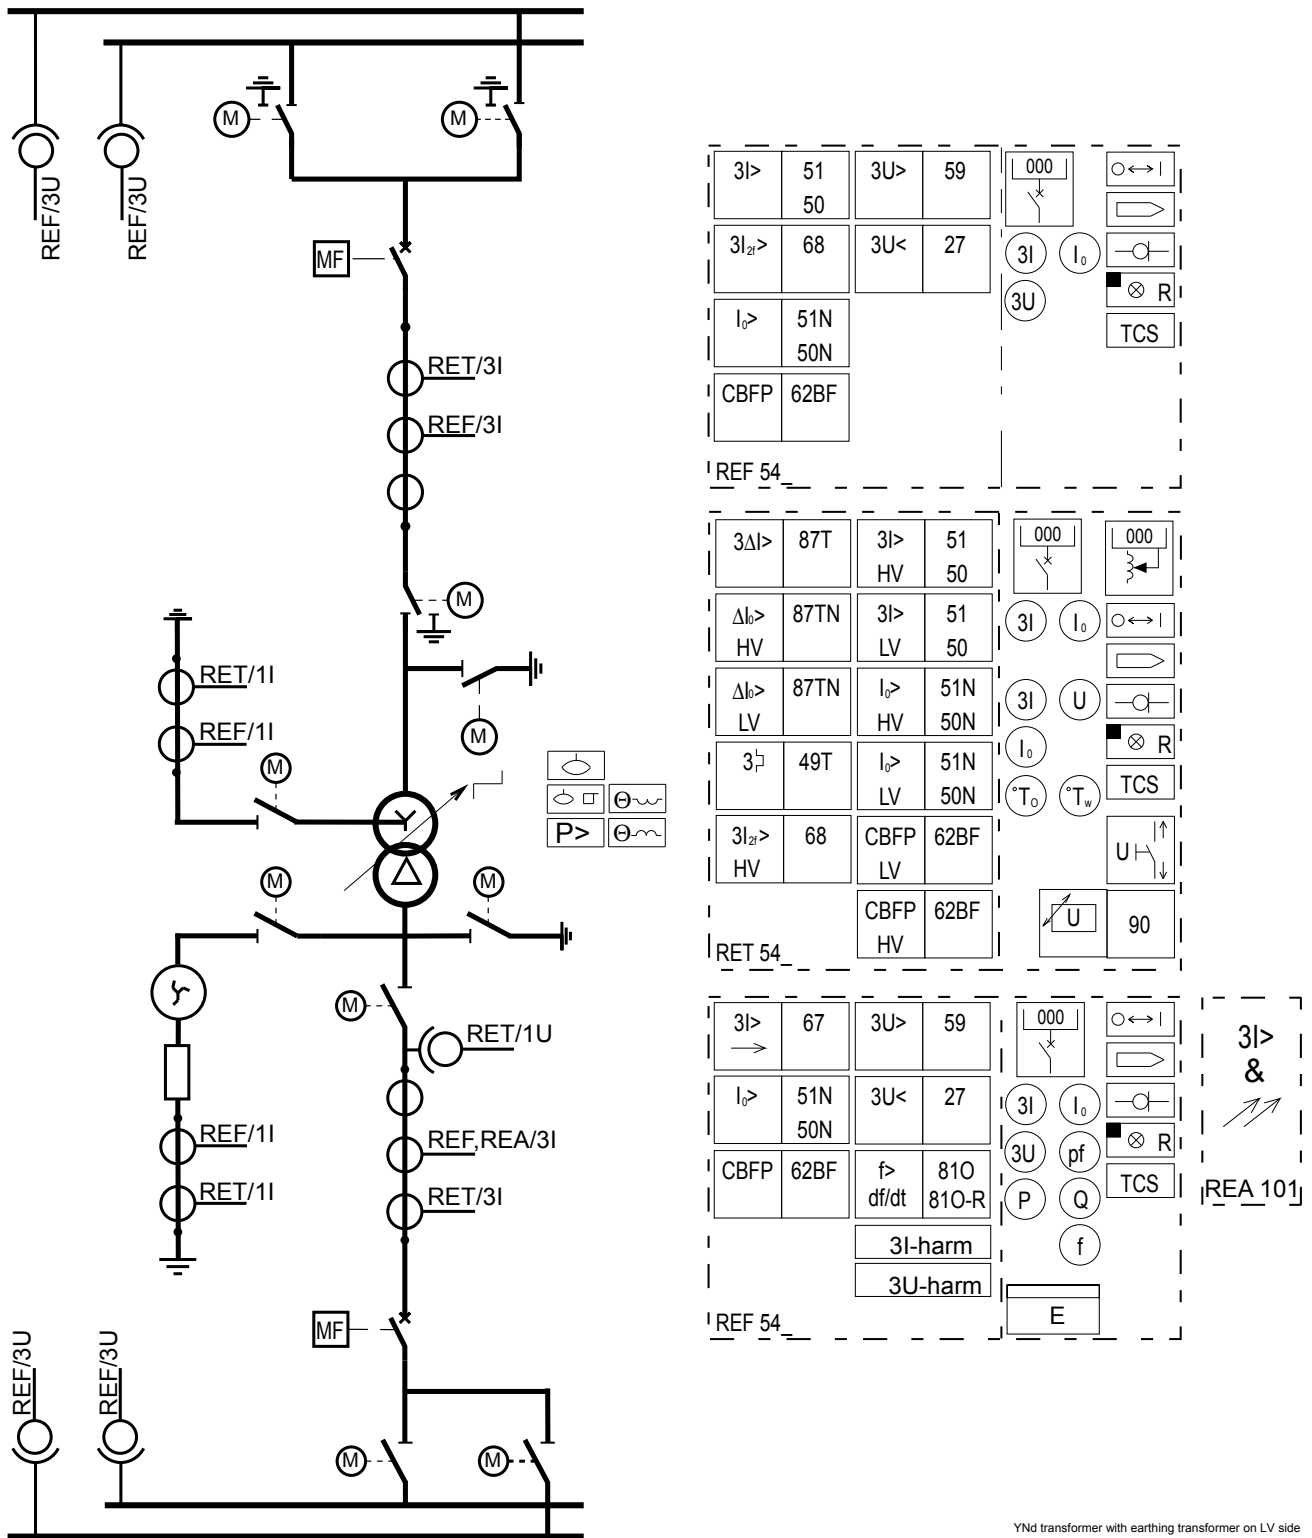 REF/3U
REF/3U
M
M
MF
RET/3I
REF/3I
M
RET/1I
REF/1I
M
M
P>
Θ
Θ
M
M
M
RET/1U
REF/1I
RET/1I
REF,REA/3I
RET/3I
MF
REF/3U
REF/3U
M
M
3I> 51 3U> 59 000
50
3I2f> 68 3U< 27 3I I0
3U R
I0> 51N TCS
50N
CBFP 62BF
REF 54_
3ΔI> 87T 3I> 51 000 000
HV 50
ΔI0> 87TN 3I> 51 3I I0
HV LV 50
ΔI0> 87TN I0> 51N 3I U
LV HV 50N I0 R
3 49T I0> 51N °To °Tw TCS
LV 50N
3I2f> 68 CBFP 62BF U
HV LV
CBFP 62BF U 90
HV
RET 54_
3I> 67 3U> 59 000
I0> 51N 3U< 27 3I I0
50N 3U pf R
CBFP 62BF f> 81O P Q TCS
df/dt 81O-R
3I-harm f
3U-harm
E
REF 54_
3I>
&
REA 101
YNd transformer with earthing transformer on LV side